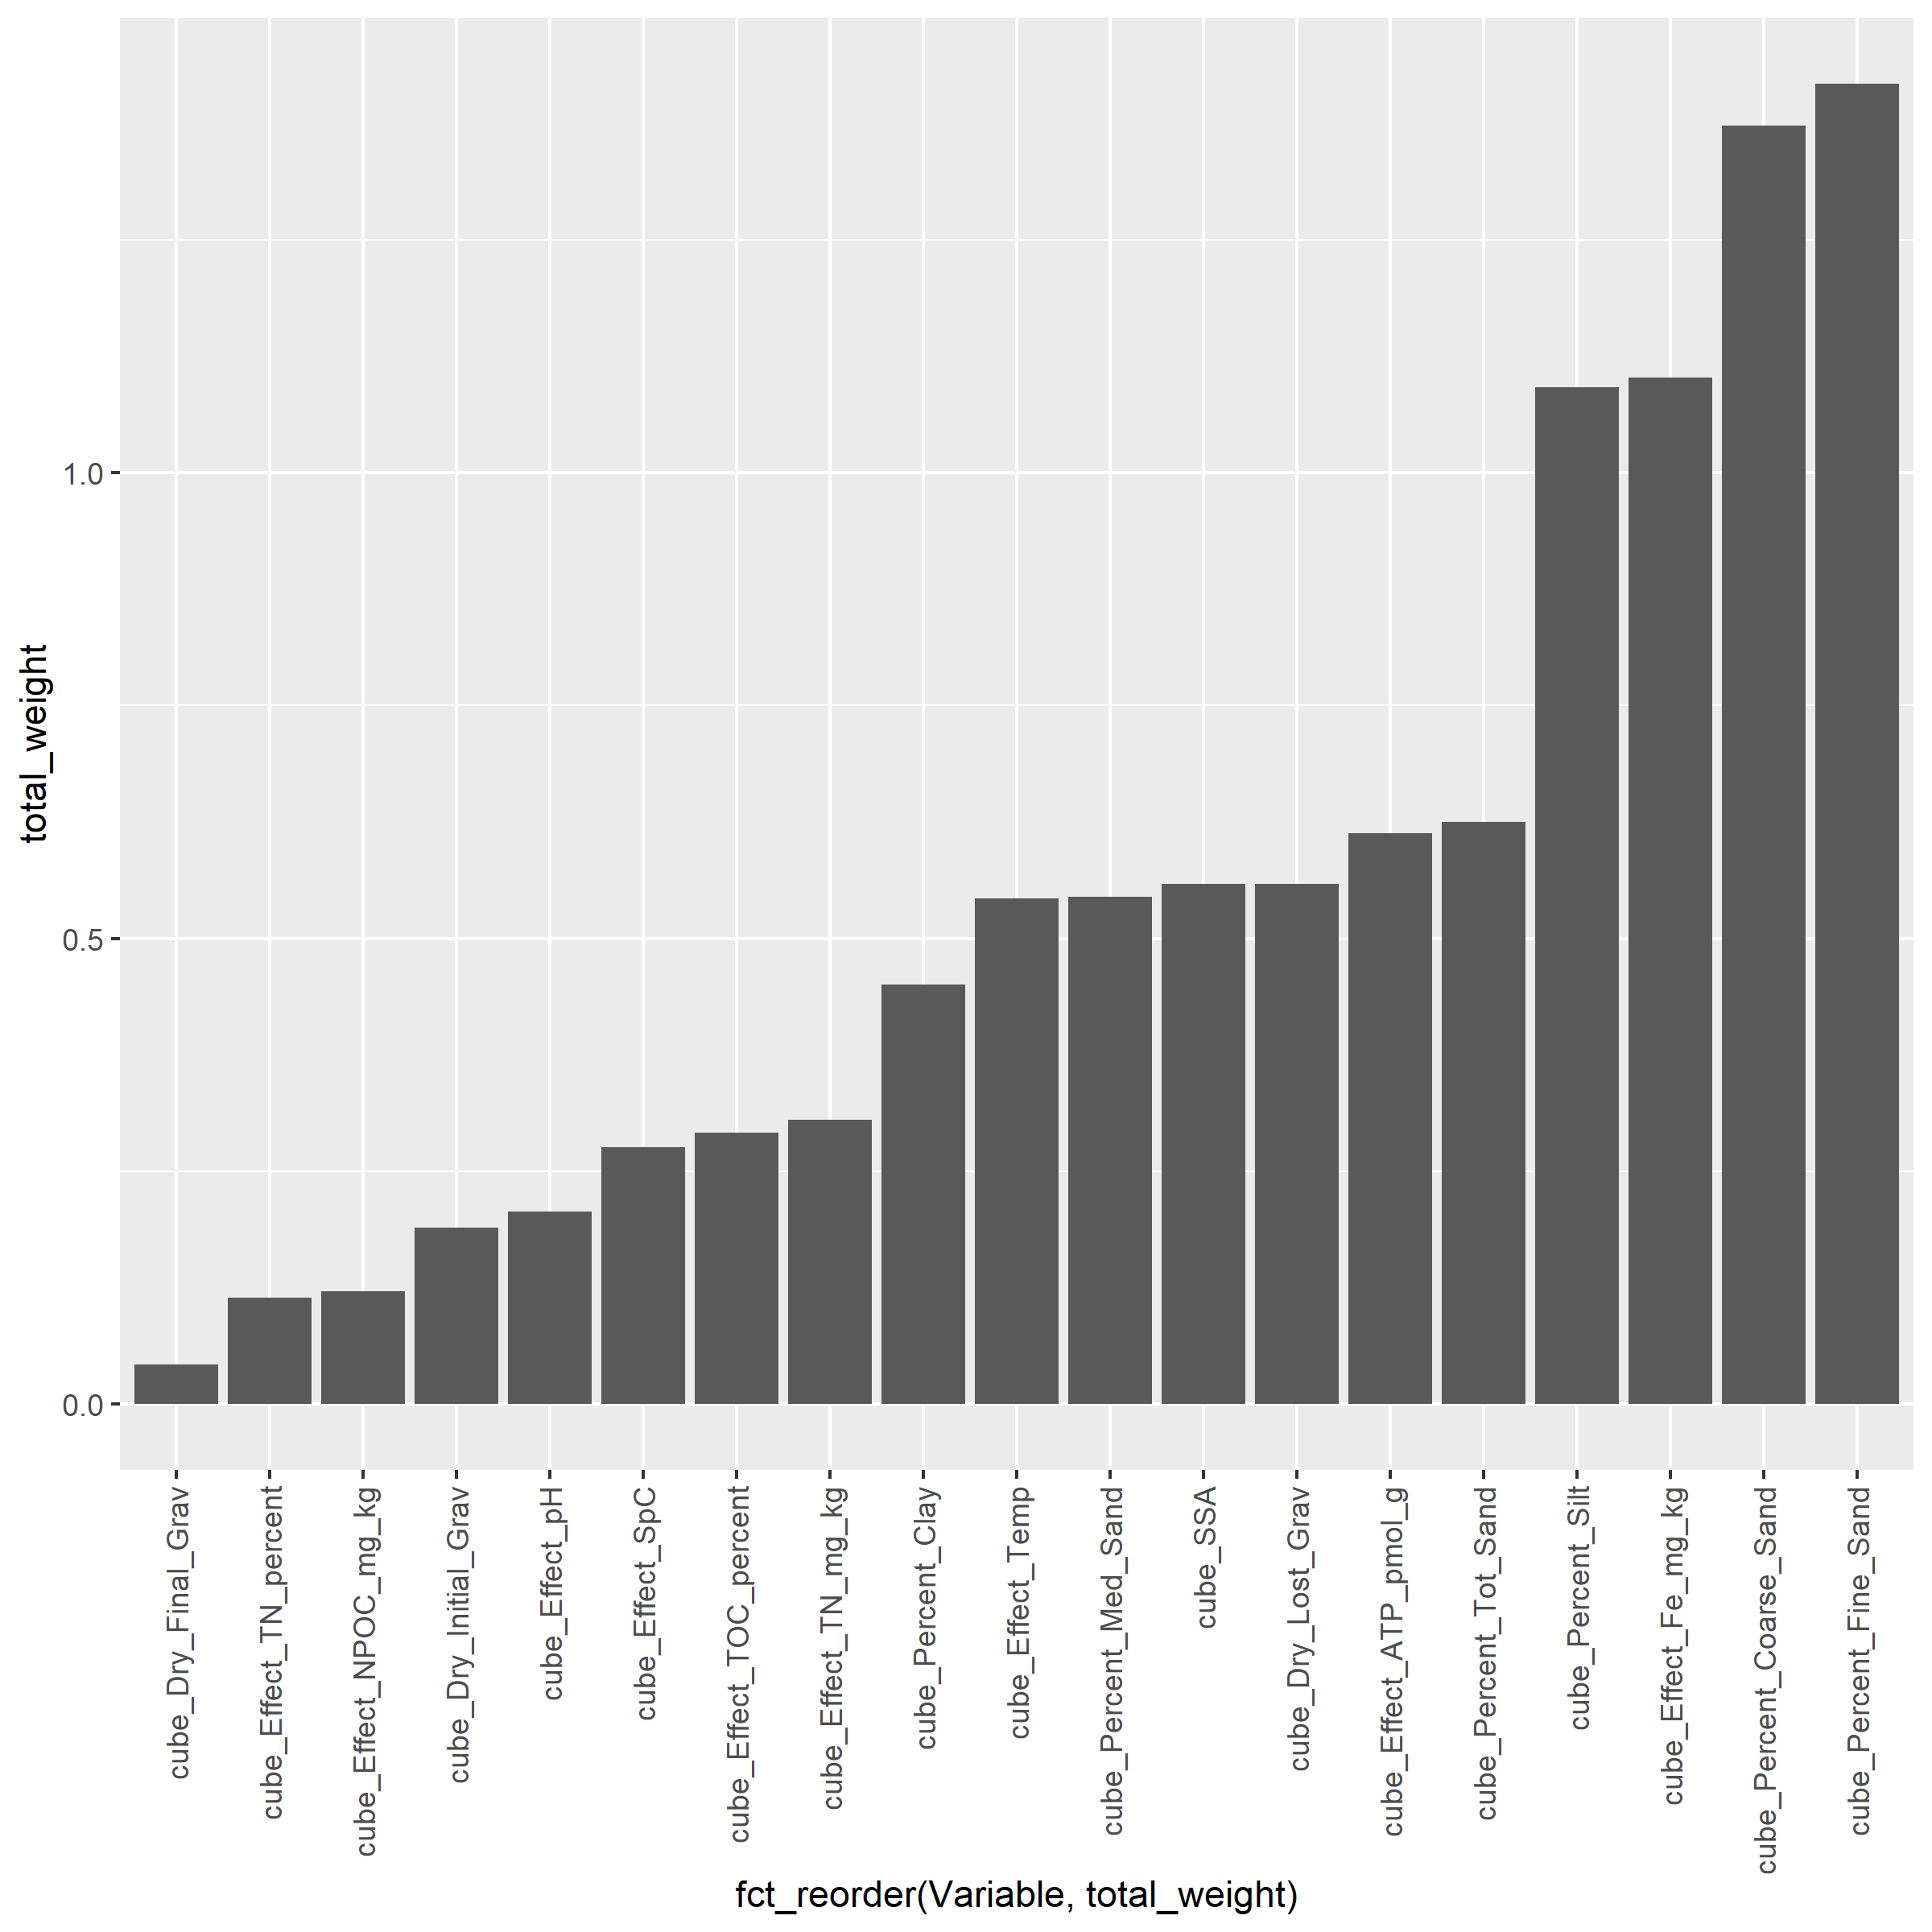 total_weight
1.0
0.5
0.0
cube_Dry_Final_Grav
cube_Effect_TN_percent
cube_Effect_NPOC_mg_kg
cube_Dry_Initial_Grav
cube_Effect_pH
cube_Effect_SpC
cube_Effect_TOC_percent
cube_Effect_TN_mg_kg
cube_Percent_Clay
cube_Effect_Temp
cube_Percent_Med_Sand
cube_SSA
cube_Dry_Lost_Grav
cube_Effect_ATP_pmol_g
cube_Percent_Tot_Sand
cube_Percent_Silt
cube_Effect_Fe_mg_kg
cube_Percent_Coarse_Sand
cube_Percent_Fine_Sand
fct_reorder(Variable, total_weight)